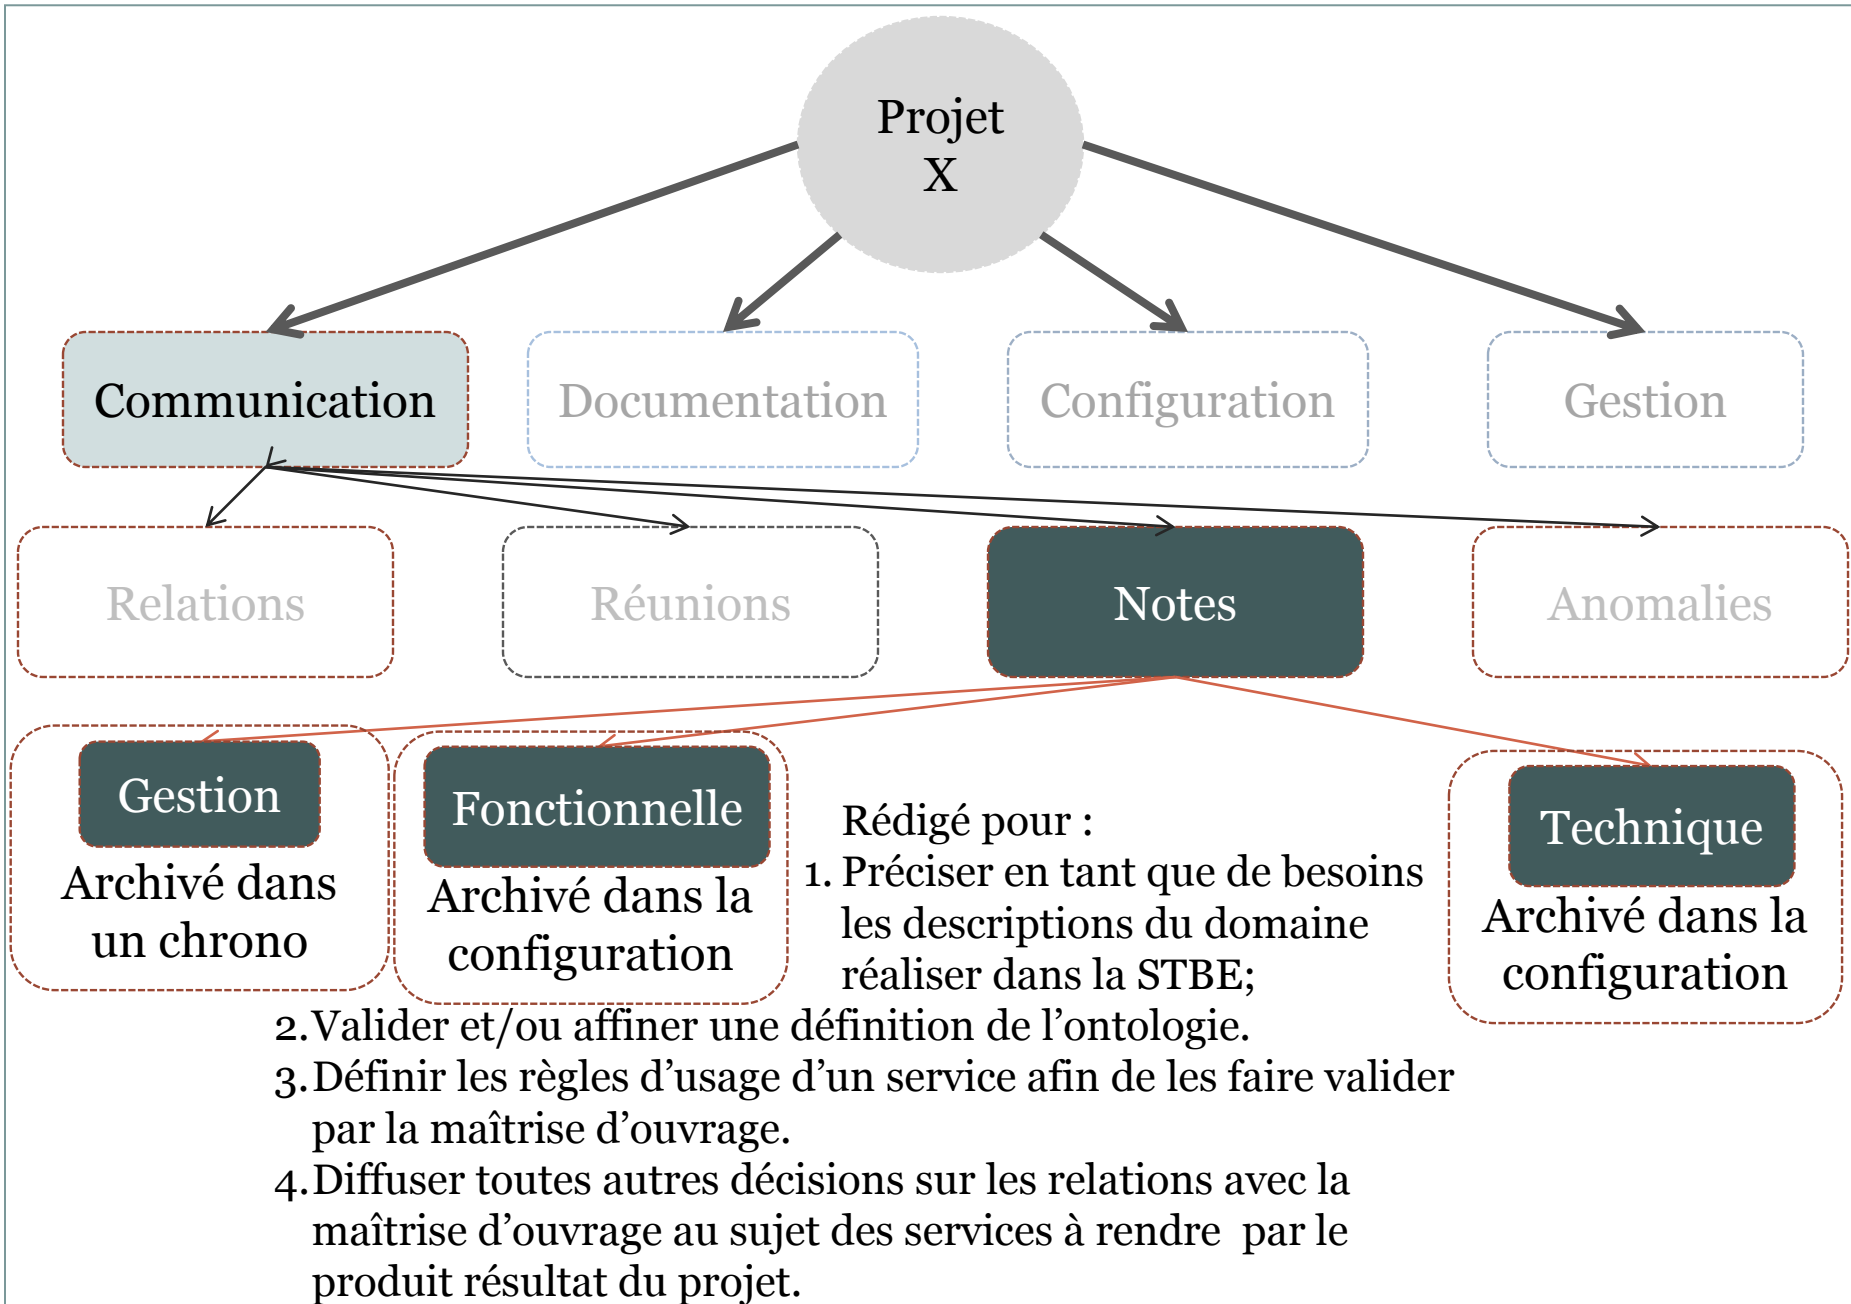 Projet
X
Communication
Documentation
Configuration
Gestion
Relations
Réunions
Notes
Anomalies
Gestion
Archivé dans
un chrono
Fonctionnelle
Archivé dans la
configuration
Technique
Archivé dans la
configuration
Rédigé pour :
1. Préciser en tant que de besoins
les descriptions du domaine
réaliser dans la STBE;
2.Valider et/ou affiner une définition de l’ontologie.
3.Définir les règles d’usage d’un service afin de les faire valider
par la maîtrise d’ouvrage.
4.Diffuser toutes autres décisions sur les relations avec la
maîtrise d’ouvrage au sujet des services à rendre  par le
produit résultat du projet.